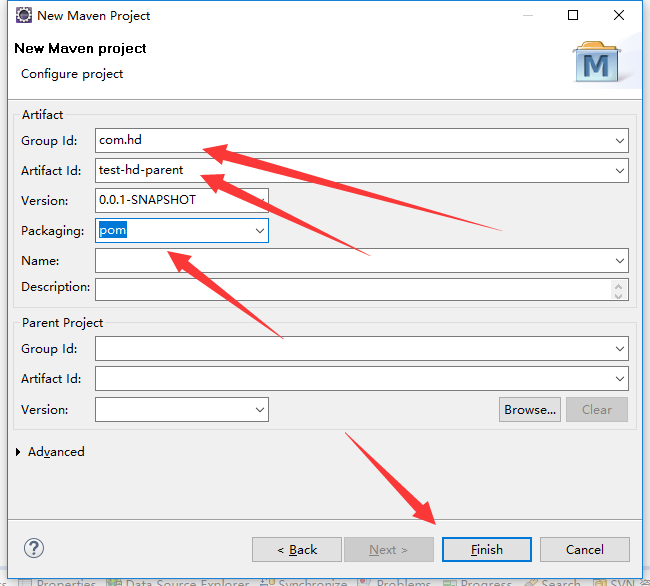 New Maven Project
New Maven project
Configure project
M
Artifact
Group Id: com.hd
Artifact Id: test-hd-parent
Version: 0.0.1-SNAPSHOT
Packaging: pom
Name:
Description:
Parent Project
Group Id:
Artifact Id:
Version: Browse... Clear
Advanced
? < Back Next > Finish Cancel
Properties Data Source Explorer Synchronize Problems Progress Search SVN